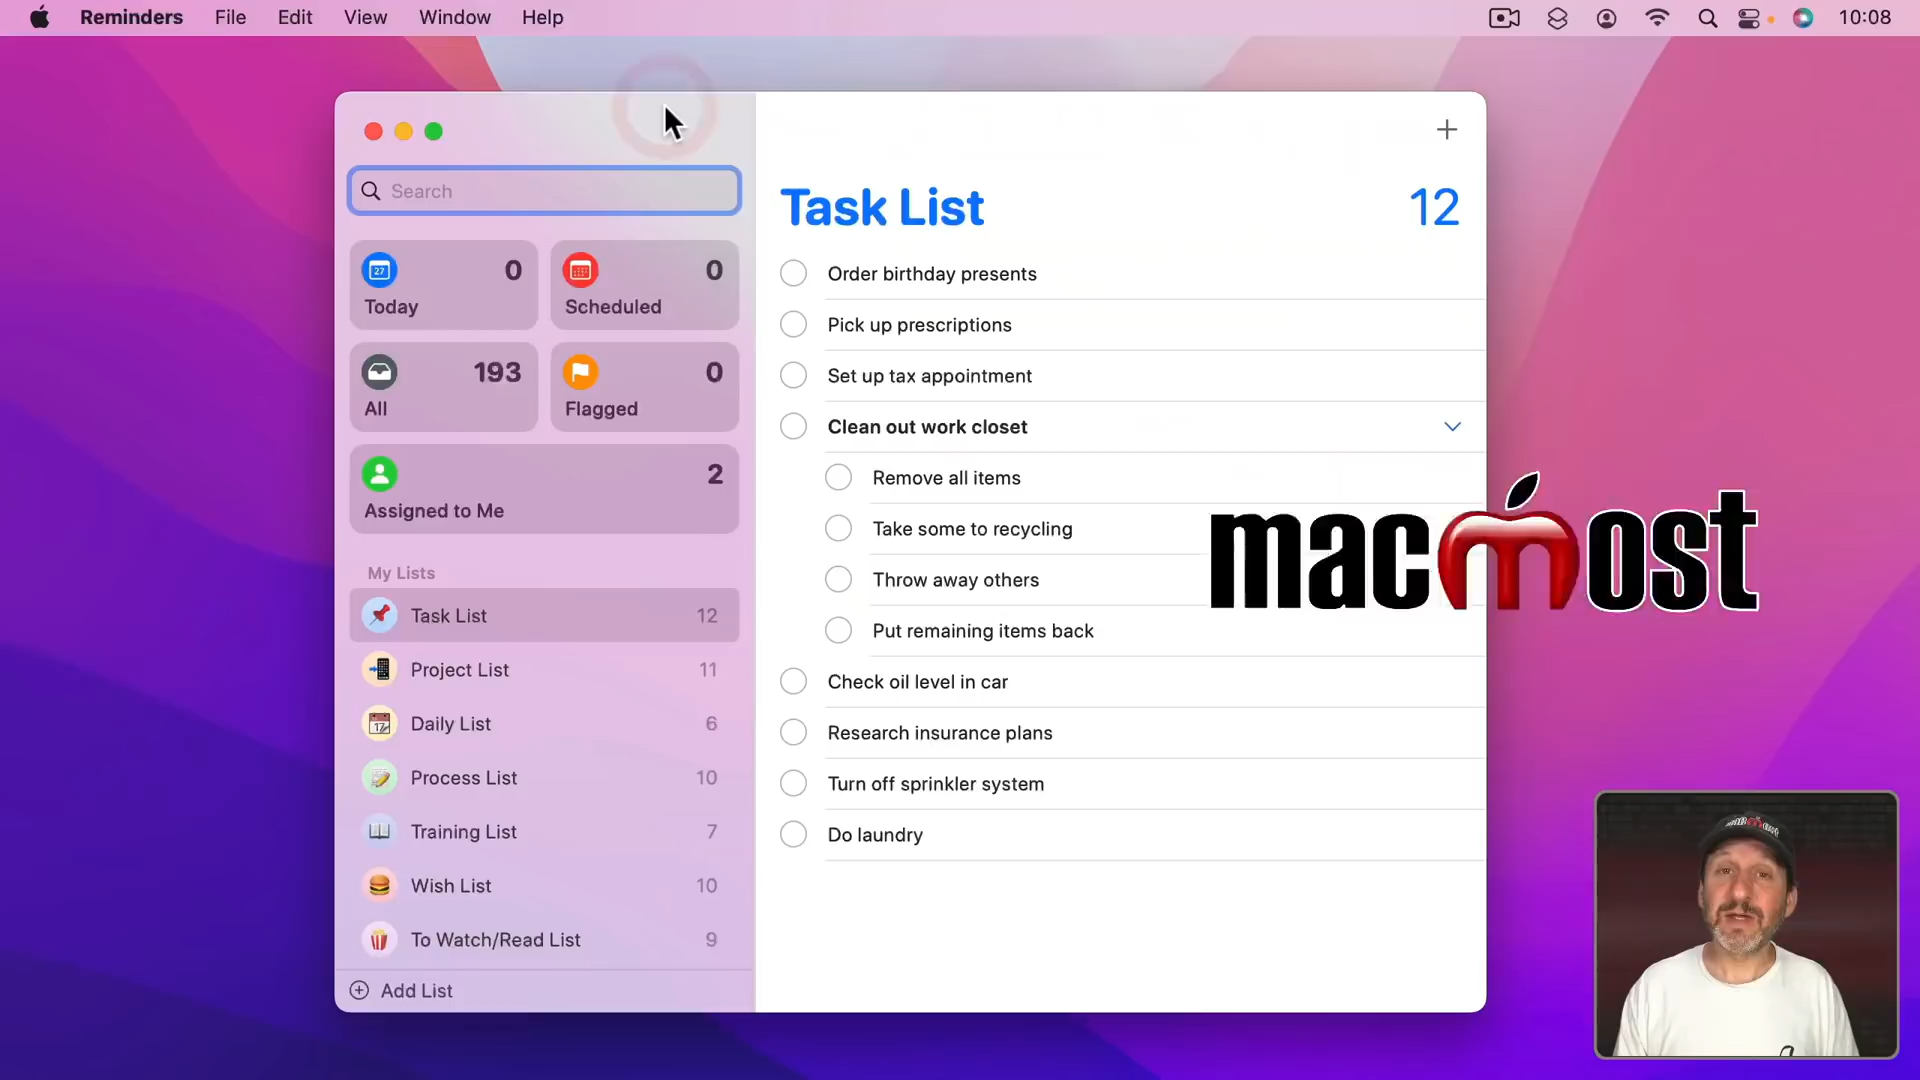 Reminders File Edit View Window Help 10:08
Search
27 0 Today
0 Scheduled
193 All
0 Flagged
2 Assigned to Me
My Lists
Task List 12
Project List 11
17 Daily List 6
Process List 10
Training List 7
Wish List 10
To Watch/Read List 9
Add List
Task List 12
Order birthday presents
Pick up prescriptions
Set up tax appointment
Clean out work closet
Remove all items
Take some to recycling
Throw away others
Put remaining items back
Check oil level in car
Research insurance plans
Turn off sprinkler system
Do laundry
macmost